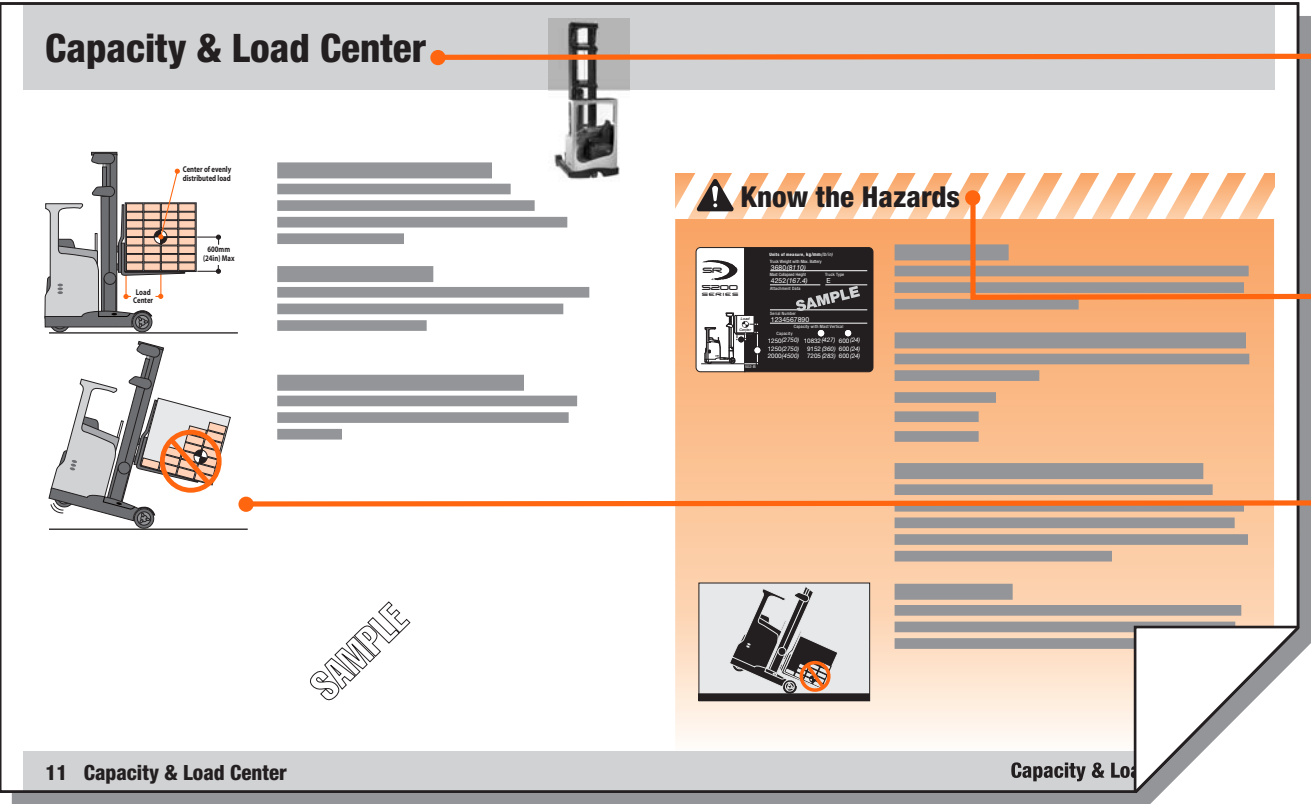 Capacity & Load Center
Center of evenly
distributed load
600mm
(24in) Max
Load
Center
SAMPLE
Know the Hazards
SR
5200
SERIES
Units of measure, kg/mm (lb/in)
Truck Weight with Max. Battery
3680(8110)
Mast Collapsed Height Truck Type
4252(167.4) E
Attachment Data
SAMPLE
Serial Number
1234567890
Capacity with Mast Vertical
Load
Center
Capacity
1250(2750) 10832(427) 600(24)
1250(2750) 9152(360) 600(24)
2000(4500) 7205(283) 600(24)
11 Capacity & Load Center
Capacity & Loa